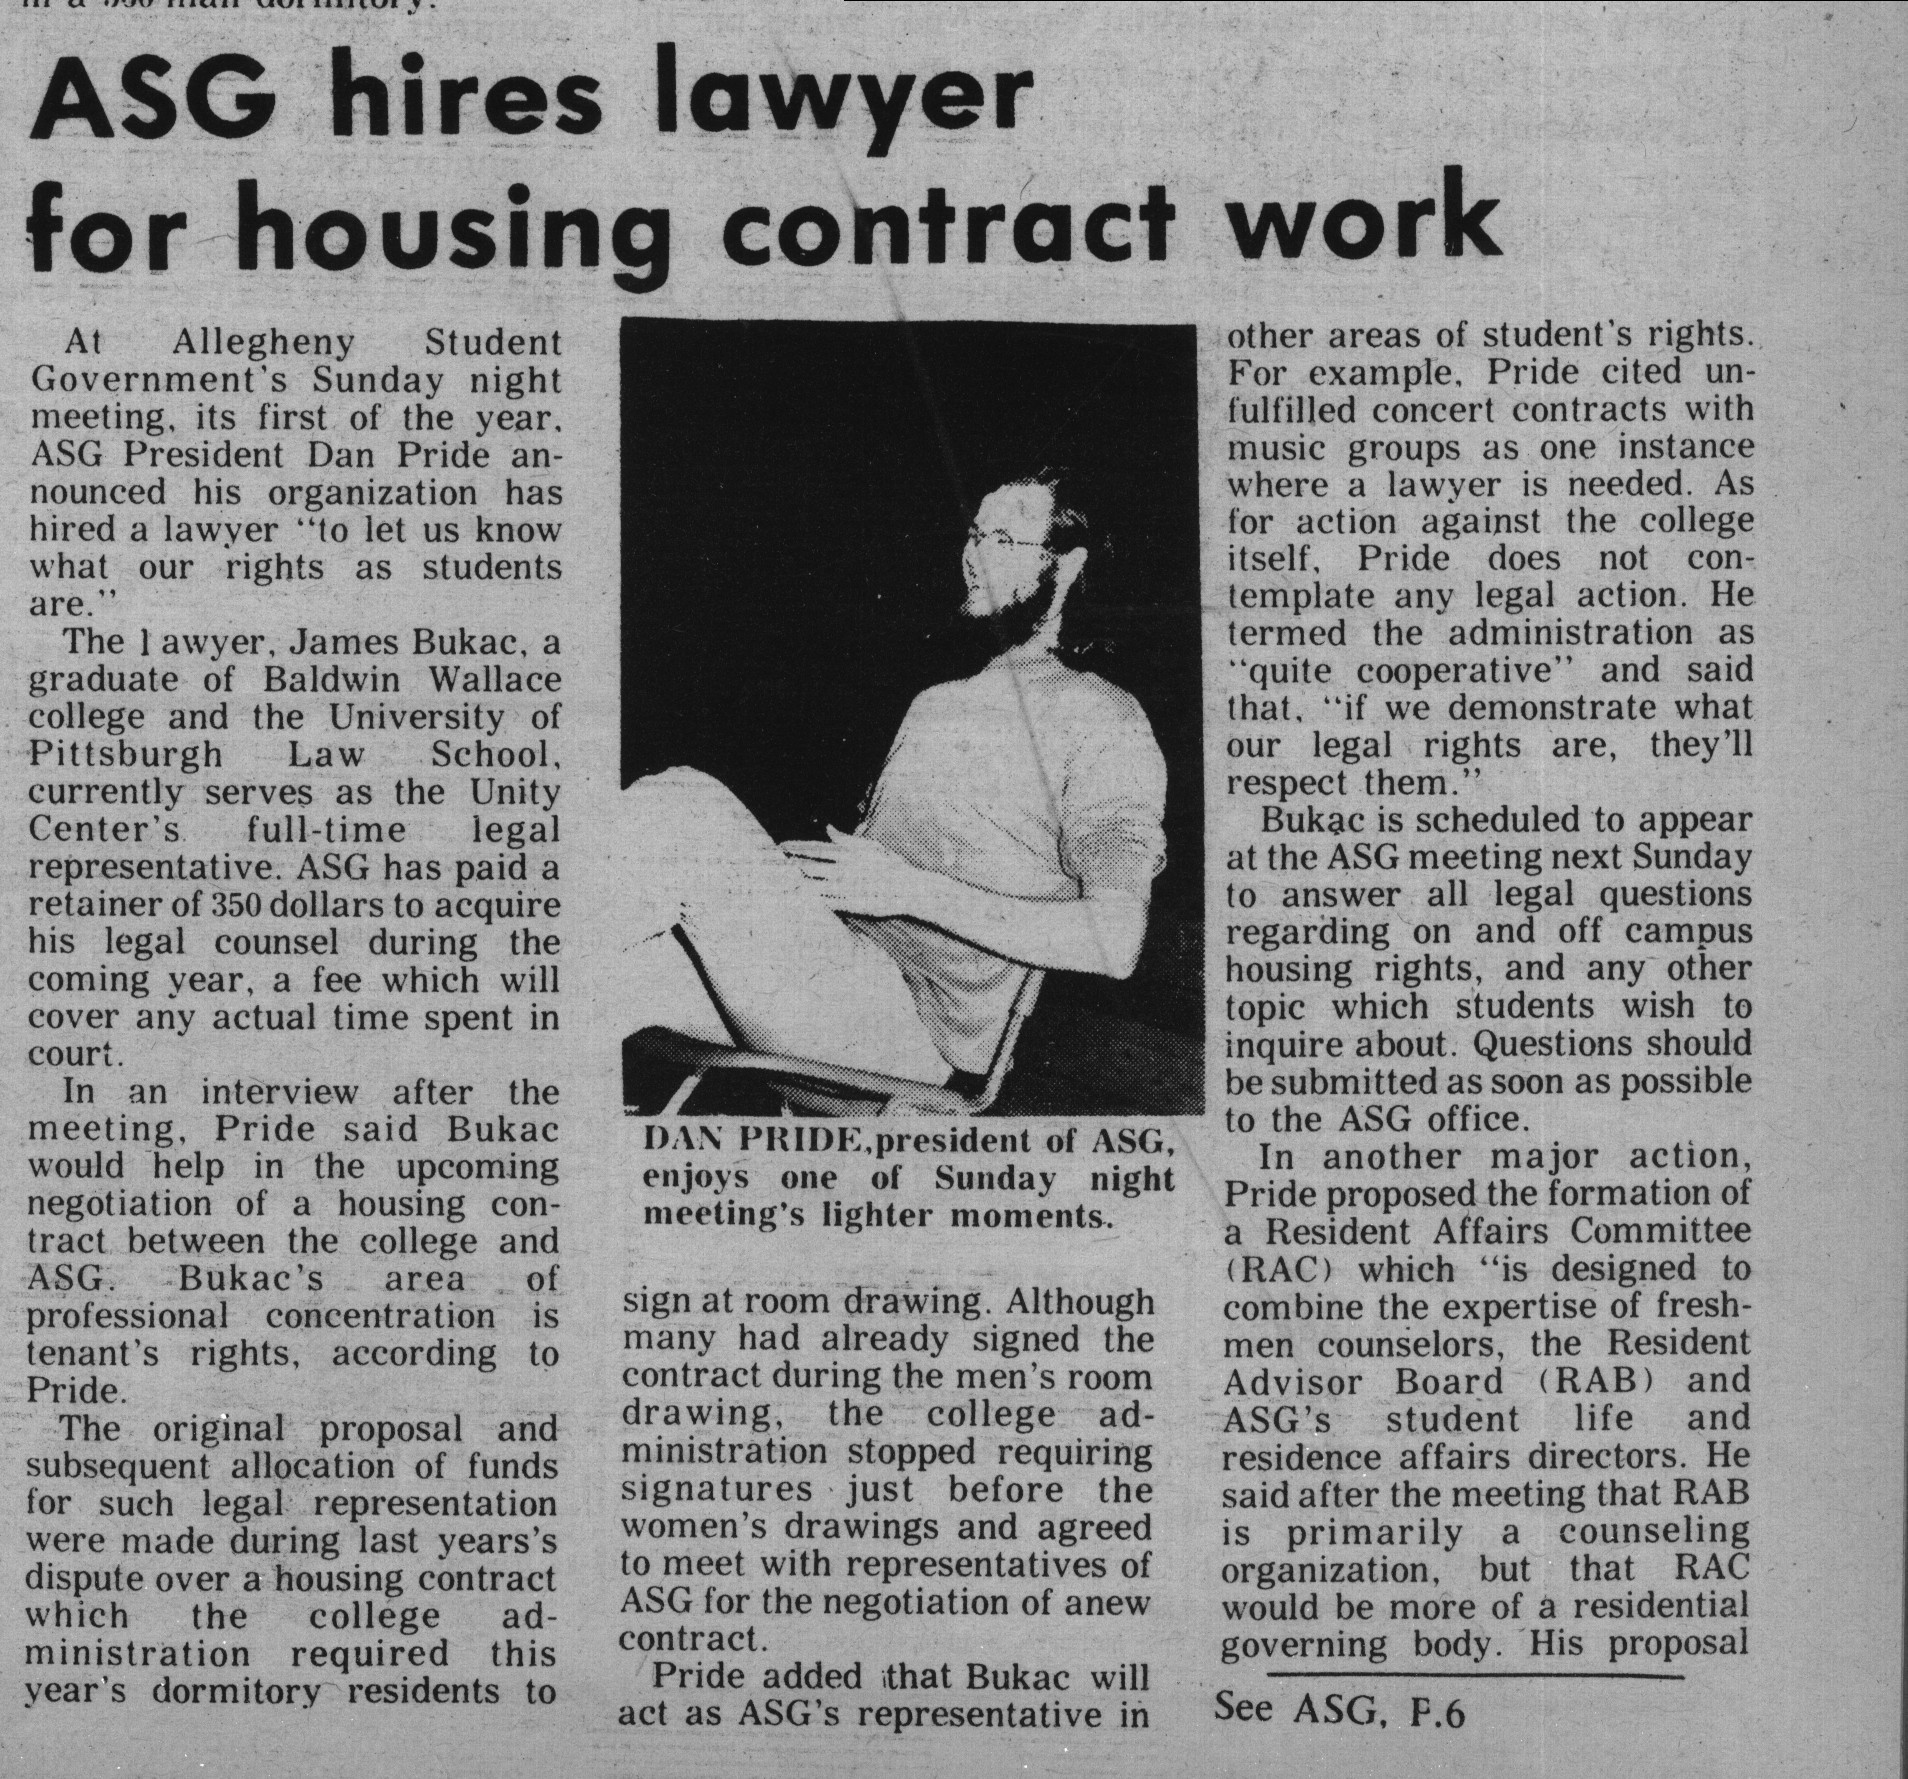 in a 500-man dormitory.
ASG hires lawyer
for housing contract work
At Allegheny Student
Government's Sunday night
meeting, its first of the year,
ASG President Dan Pride an-
nounced his organization has
hired a lawyer "to let us know
what our rights as students
are."
The l awyer, James Bukac, a
graduate of Baldwin Wallace
college and the University of
Pittsburgh Law School,
currently serves as the Unity
Center's full-time legal
representative. ASG has paid a
retainer of 350 dollars to acquire
his legal counsel during the
coming year, a fee which will
cover any actual time spent in
court.
In an interview after the
meeting, Pride said Bukac
would help in the upcoming
negotiation of a housing con-
tract between the college and
ASG. Bukac's area of
professional concentration is
tenant's rights, according to
Pride.
The original proposal and
subsequent allocation of funds
for such legal representation
were made during last years's
dispute over a housing contract
which the college ad-
ministration required this
year's dormitory residents to
DAN PRIDE,president of ASG,
enjoys one of Sunday night
meeting's lighter moments.
sign at room drawing. Although
many had already signed the
contract during the men's room
drawing, the college ad-
ministration stopped requiring
signatures just before the
women's drawings and agreed
to meet with representatives of
ASG for the negotiation of anew
contract.
Pride added that Bukac will
act as ASG's representative in
other areas of student's rights.
For example, Pride cited un-
fulfilled concert contracts with
music groups as one instance
where a lawyer is needed. As
for action against the college
itself, Pride does not con-
template any legal action. He
termed the administration as
"quite cooperative" and said
that, "if we demonstrate what
our legal rights are, they'll
respect them."
Bukac is scheduled to appear
at the ASG meeting next Sunday
to answer all legal questions
regarding on and off campus
housing rights, and any other
topic which students wish to
inquire about. Questions should
be submitted as soon as possible
to the ASG office.
In another major action,
Pride proposed the formation of
a Resident Affairs Committee
(RAC) which "is designed to
combine the expertise of fresh-
men counselors, the Resident
Advisor Board (RAB) and
ASG's student life and
residence affairs directors. He
said after the meeting that RAB
is primarily a counseling
organization, but that RAC
would be more of a residential
governing body. His proposal
See ASG, P.6